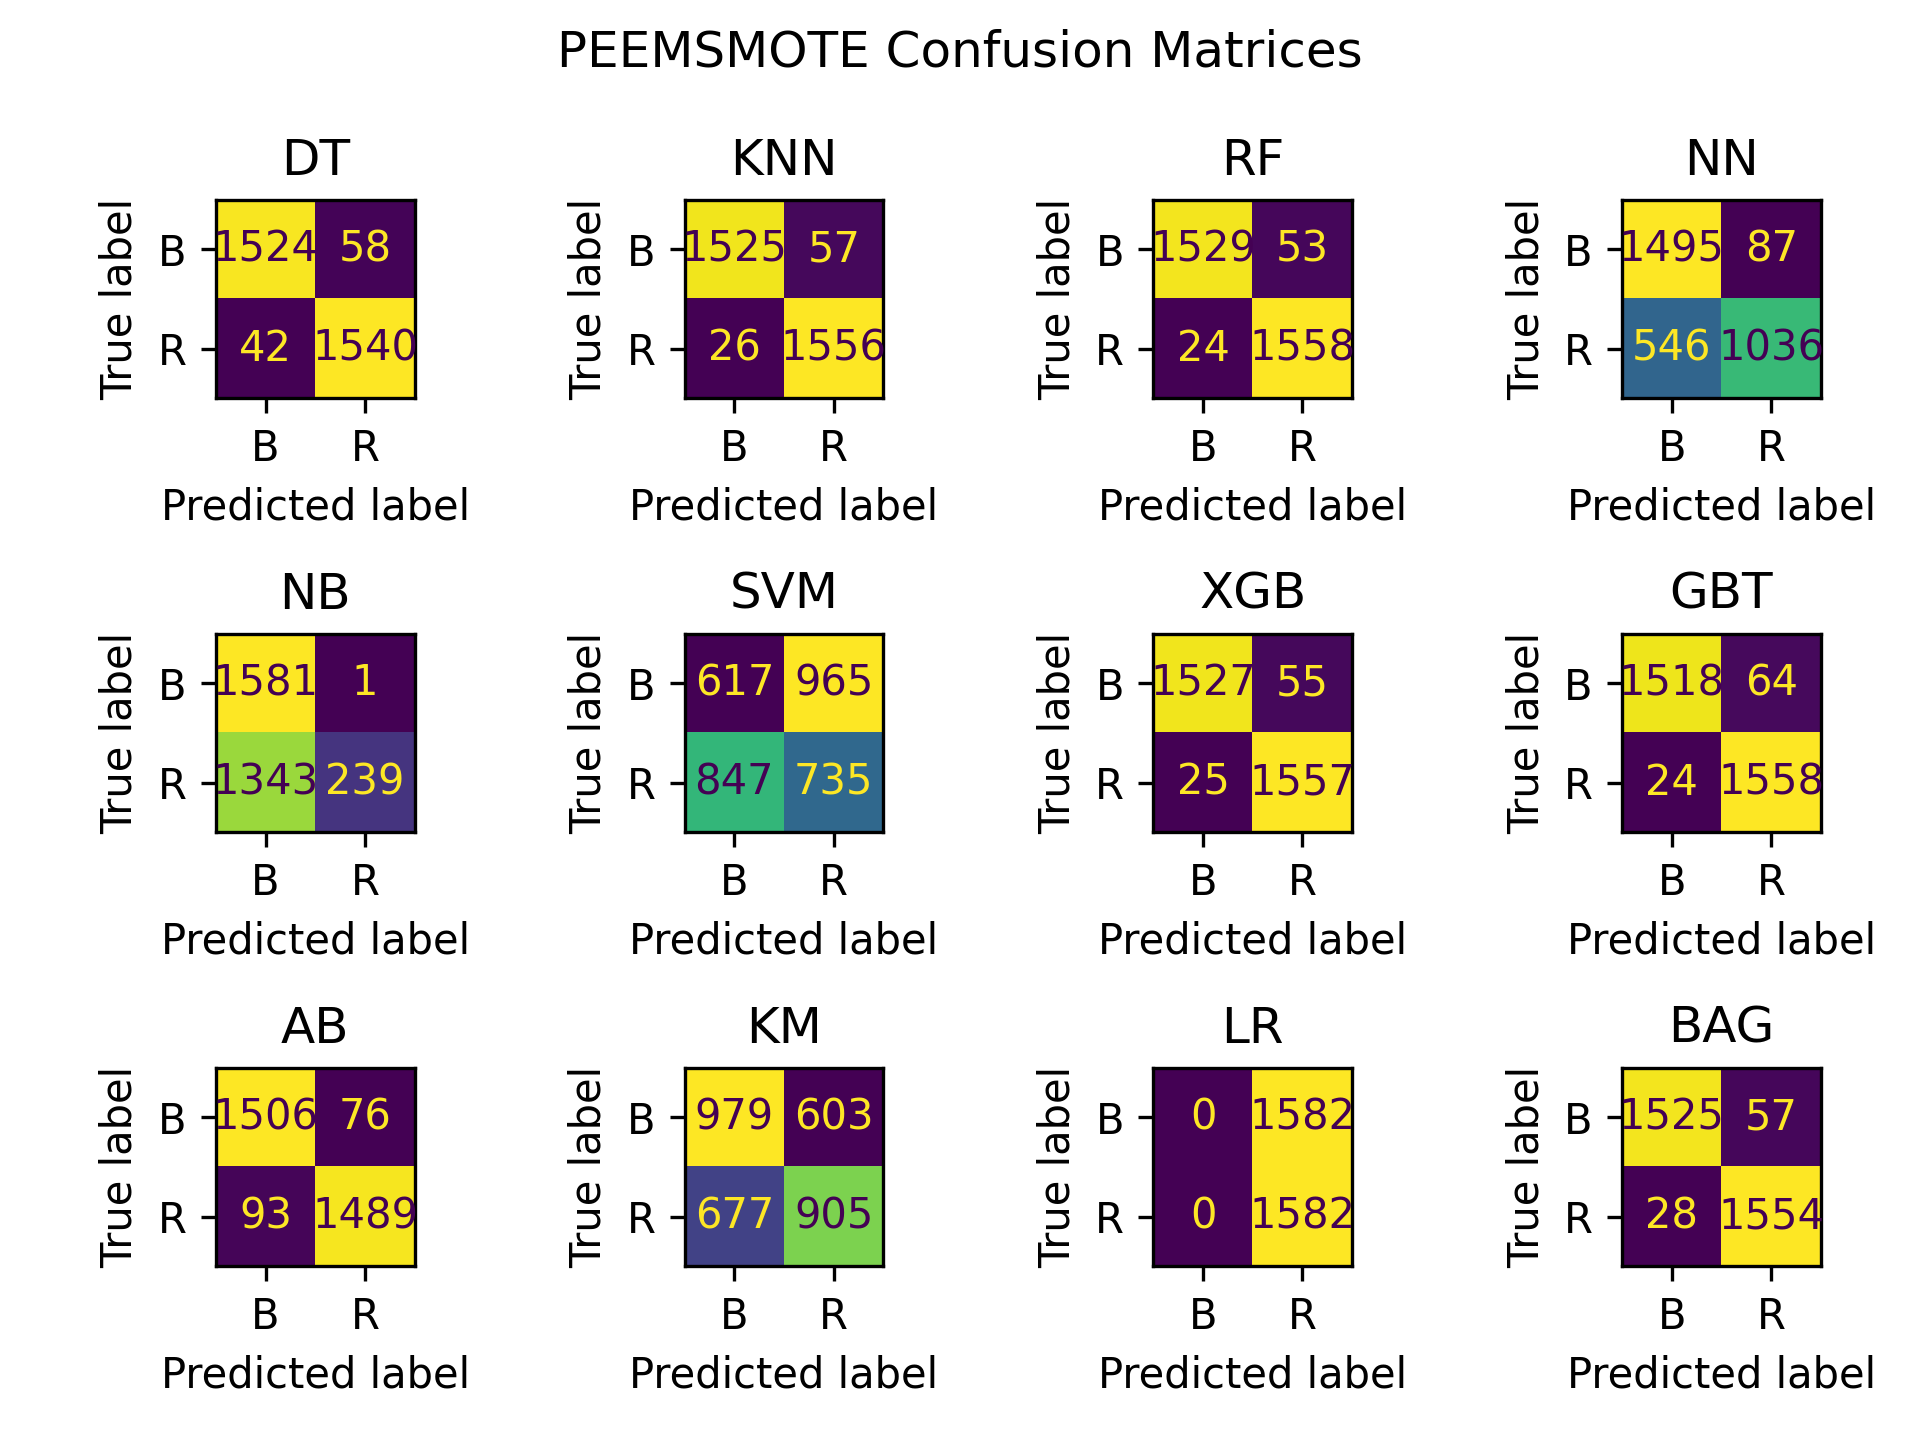 PEEMSMOTE Confusion Matrices
DT
KNN
RF
NN
True label
B
1524 58
R
42 1540
B R
Predicted label
True label
B
1525 57
R
26 1556
B R
Predicted label
True label
B
1529 53
R
24 1558
B R
Predicted label
True label
B
1495 87
R
546 1036
B R
Predicted label
NB
SVM
XGB
GBT
True label
B
1581 1
R
1343 239
B R
Predicted label
True label
B
617 965
R
847 735
B R
Predicted label
True label
B
1527 55
R
25 1557
B R
Predicted label
True label
B
1518 64
R
24 1558
B R
Predicted label
AB
KM
LR
BAG
True label
B
1506 76
R
93 1489
B R
Predicted label
True label
B
979 603
R
677 905
B R
Predicted label
True label
B
0 1582
R
0 1582
B R
Predicted label
True label
B
1525 57
R
28 1554
B R
Predicted label